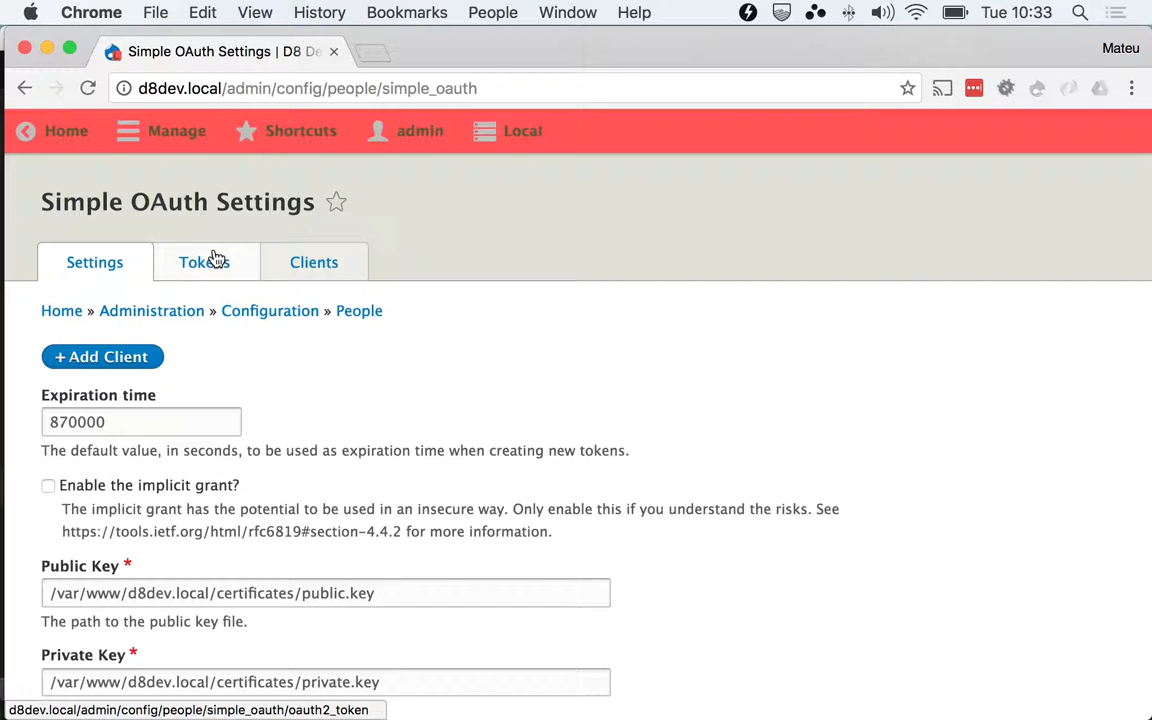 Chrome File Edit View History Bookmarks People Window Help Tue 10:33
Simple OAuth Settings | D8 De
Mateu
d8dev.local/admin/config/people/simple_oauth
Home Manage Shortcuts admin Local
Simple OAuth Settings
Settings Tokens Clients
Home » Administration » Configuration » People
+ Add Client
Expiration time
870000
The default value, in seconds, to be used as expiration time when creating new tokens.
Enable the implicit grant?
The implicit grant has the potential to be used in an insecure way. Only enable this if you understand the risks. See
https://tools.ietf.org/html/rfc6819#section-4.4.2 for more information.
Public Key *
/var/www/d8dev.local/certificates/public.key
The path to the public key file.
Private Key *
/var/www/d8dev.local/certificates/private.key
d8dev.local/admin/config/people/simple_oauth/oauth2_token